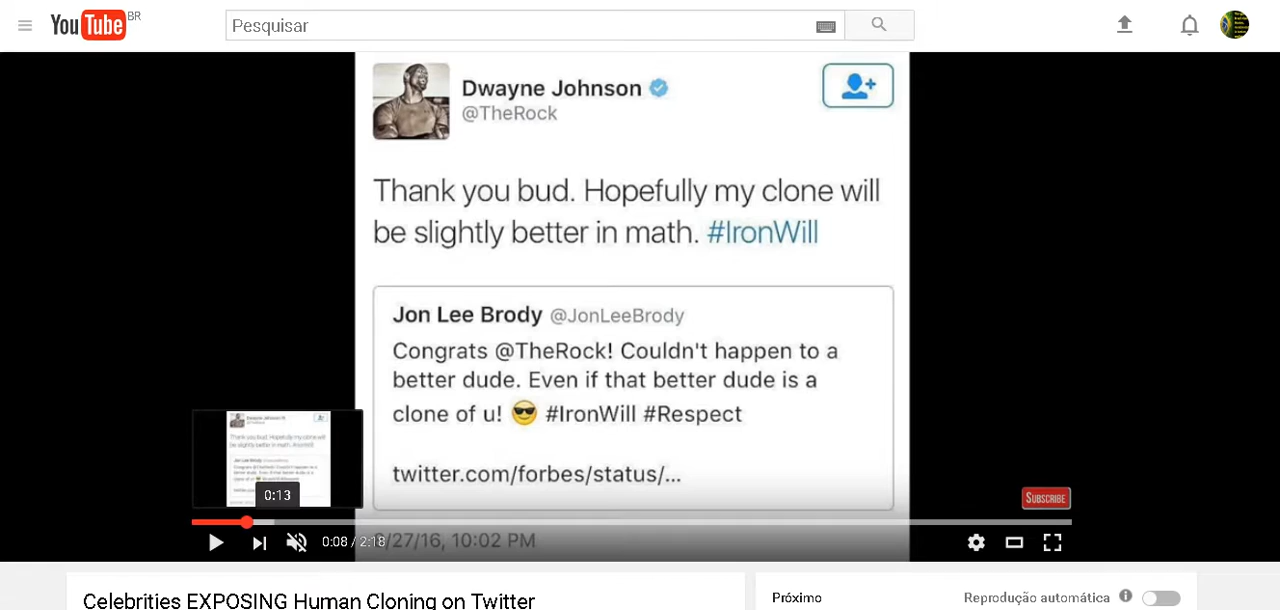 YouTube BR
Pesquisar
Dwayne Johnson
@TheRock
Thank you bud. Hopefully my clone will
be slightly better in math. #IronWill
Jon Lee Brody @JonLeeBrody
Congrats @TheRock! Couldn't happen to a
better dude. Even if that better dude is a
clone of u! 😎 #IronWill #Respect
twitter.com/forbes/status/...
0:13
SUBSCRIBE
0:08 / 2:18
/27/16, 10:02 PM
Celebrities EXPOSING Human Cloning on Twitter
Próximo
Reprodução automática